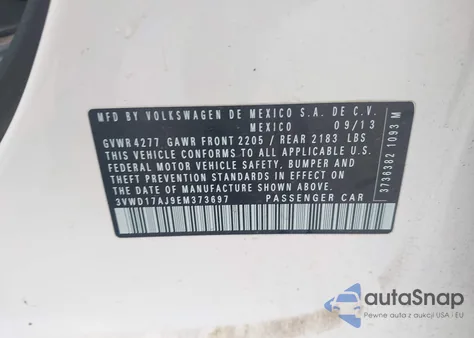 MFD BY VOLKSWAGEN DE MEXICO S.A. DE C.V.
MEXICO 09/13
GVWR 4277 GAWR FRONT 2205 / REAR 2183 LBS
THIS VEHICLE CONFORMS TO ALL APPLICABLE U.S.
FEDERAL MOTOR VEHICLE SAFETY, BUMPER, AND
THEFT PREVENTION STANDARDS IN EFFECT ON
THE DATE OF MANUFACTURE SHOWN ABOVE.
3VWD17AJ9EM373697 PASSENGER CAR
3736382 1093 M
autoSnap
Pewne auta z aukcji USA i EU